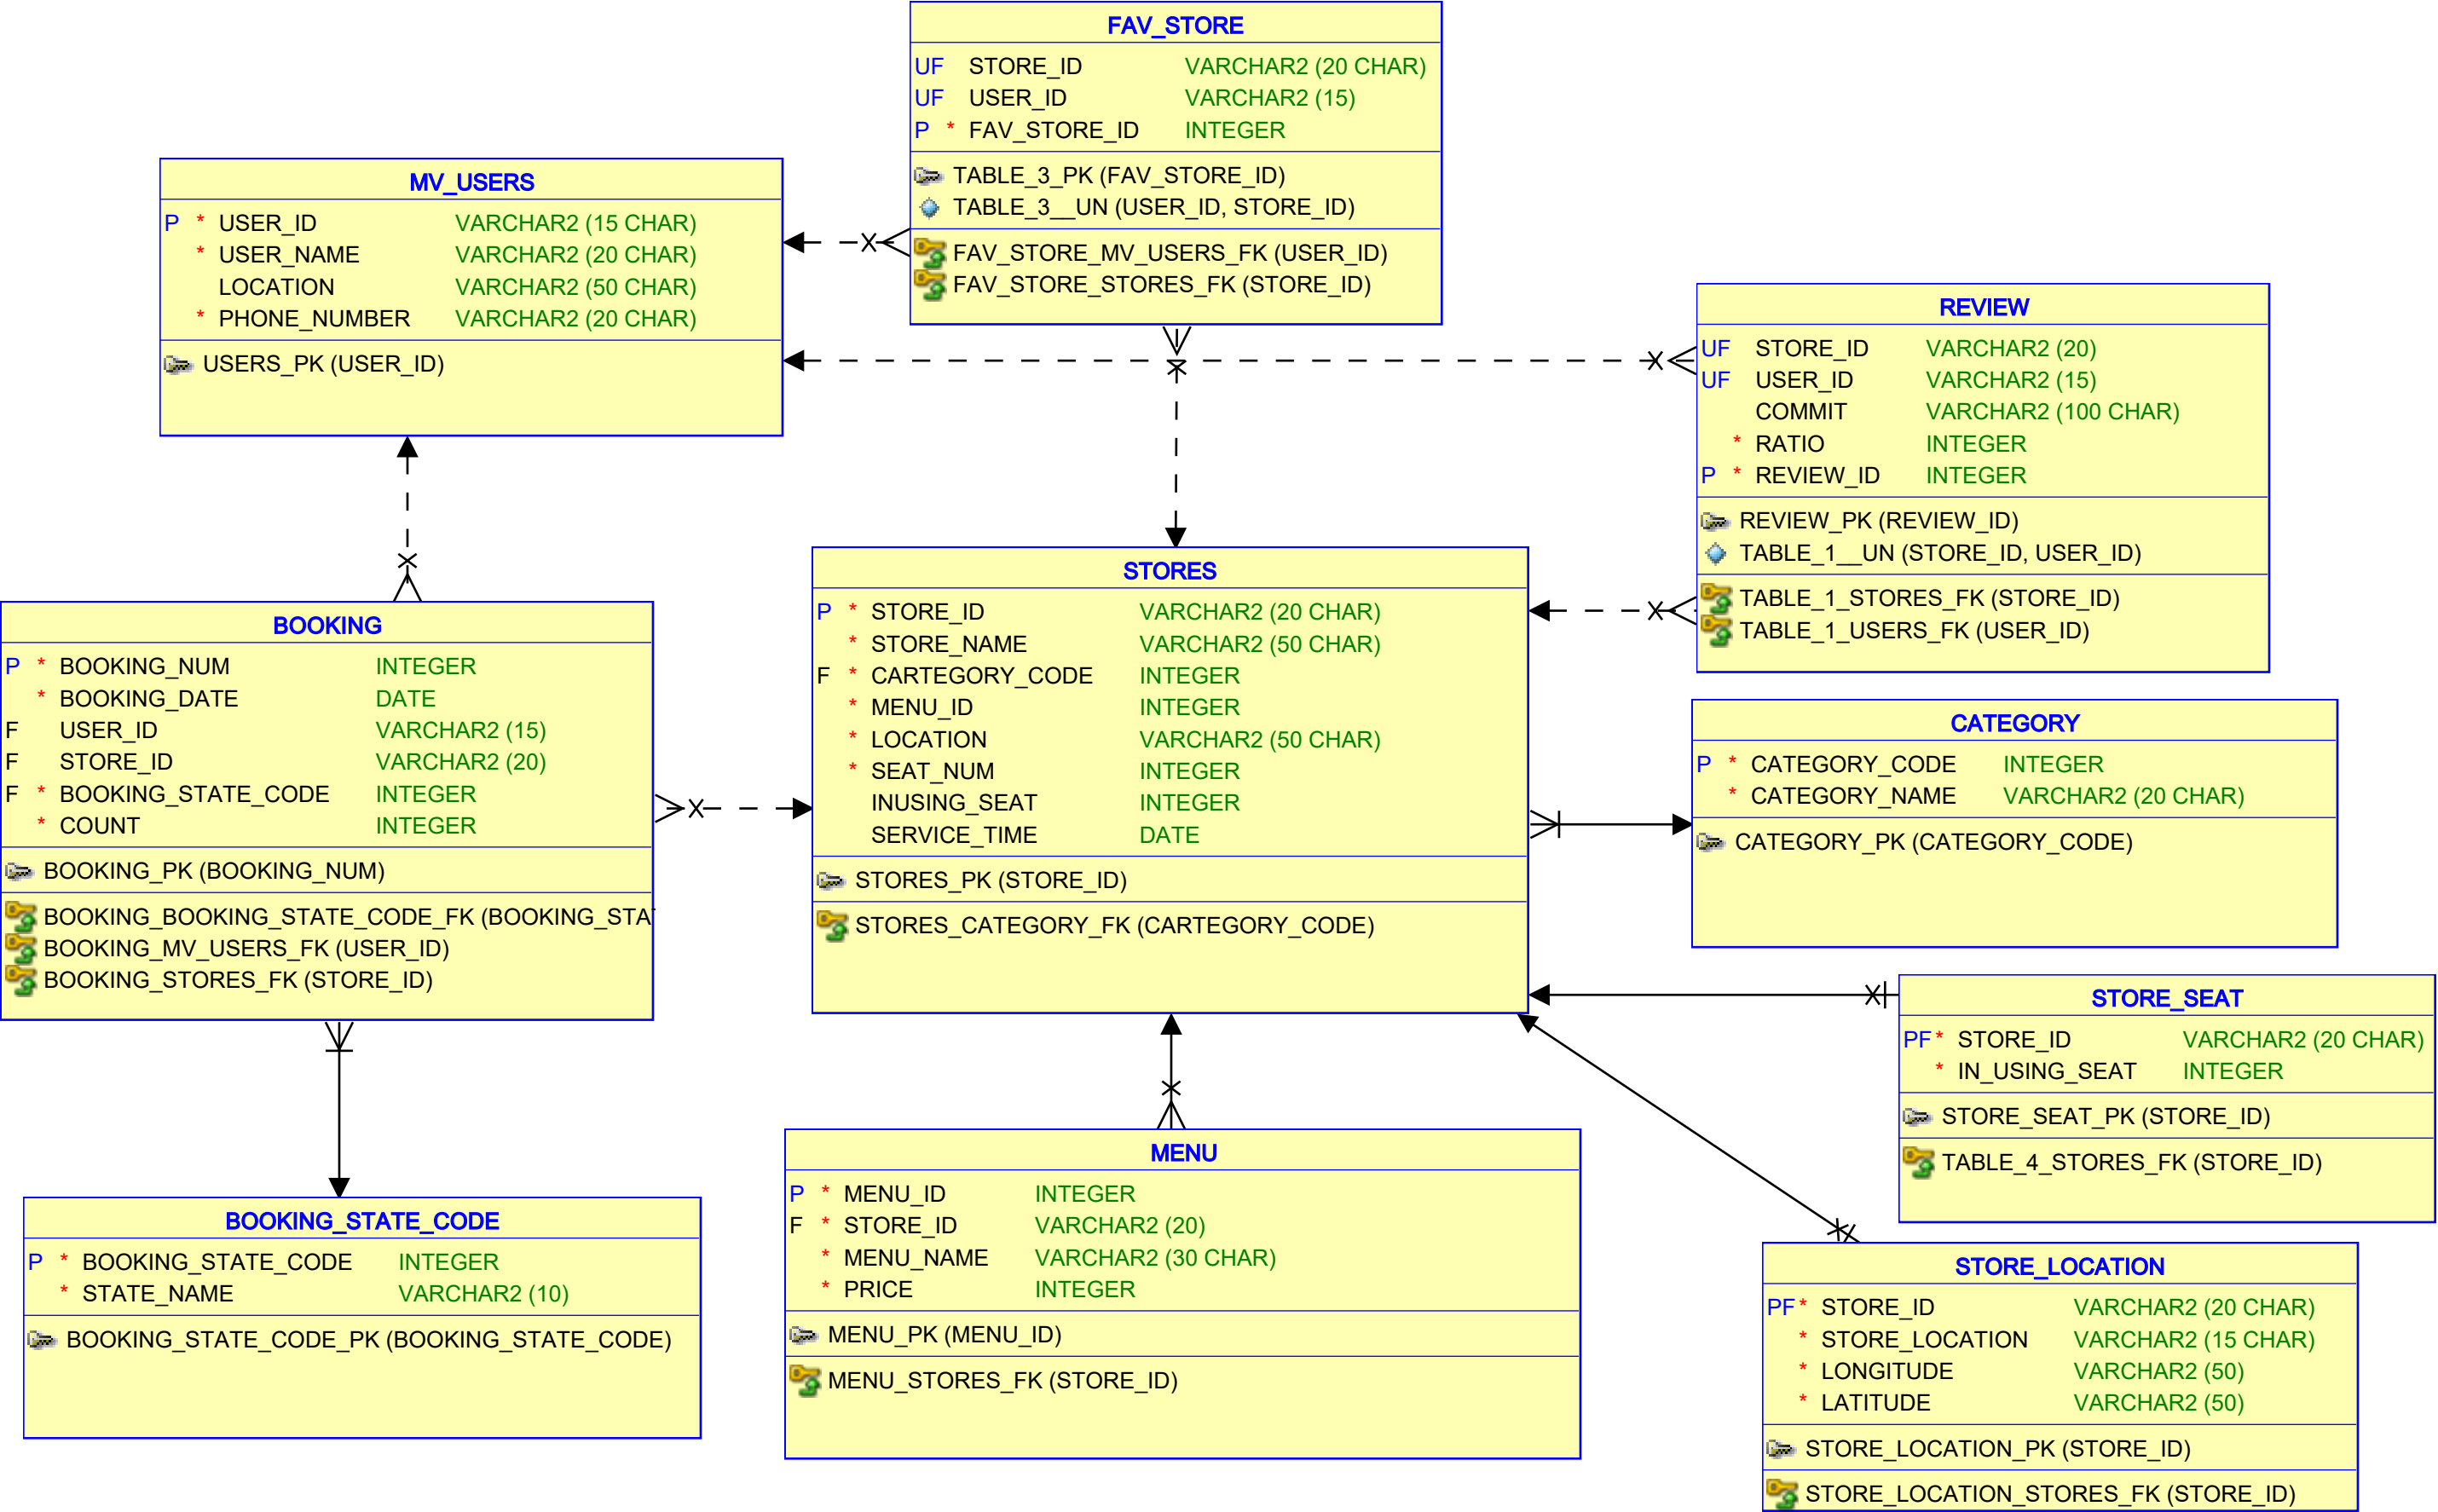 FAV_STORE
UF STORE_ID VARCHAR2 (20 CHAR)
UF USER_ID VARCHAR2 (15)
P * FAV_STORE_ID INTEGER
TABLE_3_PK (FAV_STORE_ID)
TABLE_3__UN (USER_ID, STORE_ID)
FAV_STORE_MV_USERS_FK (USER_ID)
FAV_STORE_STORES_FK (STORE_ID)
MV_USERS
P * USER_ID VARCHAR2 (15 CHAR)
* USER_NAME VARCHAR2 (20 CHAR)
LOCATION VARCHAR2 (50 CHAR)
* PHONE_NUMBER VARCHAR2 (20 CHAR)
USERS_PK (USER_ID)
REVIEW
UF STORE_ID VARCHAR2 (20)
UF USER_ID VARCHAR2 (15)
COMMIT VARCHAR2 (100 CHAR)
* RATIO INTEGER
P * REVIEW_ID INTEGER
REVIEW_PK (REVIEW_ID)
TABLE_1__UN (STORE_ID, USER_ID)
TABLE_1_STORES_FK (STORE_ID)
TABLE_1_USERS_FK (USER_ID)
STORES
P * STORE_ID VARCHAR2 (20 CHAR)
* STORE_NAME VARCHAR2 (50 CHAR)
F * CARTEGORY_CODE INTEGER
* MENU_ID INTEGER
* LOCATION VARCHAR2 (50 CHAR)
* SEAT_NUM INTEGER
INUSING_SEAT INTEGER
SERVICE_TIME DATE
STORES_PK (STORE_ID)
STORES_CATEGORY_FK (CARTEGORY_CODE)
BOOKING
P * BOOKING_NUM INTEGER
* BOOKING_DATE DATE
F USER_ID VARCHAR2 (15)
F STORE_ID VARCHAR2 (20)
F * BOOKING_STATE_CODE INTEGER
* COUNT INTEGER
BOOKING_PK (BOOKING_NUM)
BOOKING_BOOKING_STATE_CODE_FK (BOOKING_STA
BOOKING_MV_USERS_FK (USER_ID)
BOOKING_STORES_FK (STORE_ID)
CATEGORY
P * CATEGORY_CODE INTEGER
* CATEGORY_NAME VARCHAR2 (20 CHAR)
CATEGORY_PK (CATEGORY_CODE)
STORE_SEAT
PF * STORE_ID VARCHAR2 (20 CHAR)
* IN_USING_SEAT INTEGER
STORE_SEAT_PK (STORE_ID)
TABLE_4_STORES_FK (STORE_ID)
MENU
P * MENU_ID INTEGER
F * STORE_ID VARCHAR2 (20)
* MENU_NAME VARCHAR2 (30 CHAR)
* PRICE INTEGER
MENU_PK (MENU_ID)
MENU_STORES_FK (STORE_ID)
BOOKING_STATE_CODE
P * BOOKING_STATE_CODE INTEGER
* STATE_NAME VARCHAR2 (10)
BOOKING_STATE_CODE_PK (BOOKING_STATE_CODE)
STORE_LOCATION
PF * STORE_ID VARCHAR2 (20 CHAR)
* STORE_LOCATION VARCHAR2 (15 CHAR)
* LONGITUDE VARCHAR2 (50)
* LATITUDE VARCHAR2 (50)
STORE_LOCATION_PK (STORE_ID)
STORE_LOCATION_STORES_FK (STORE_ID)